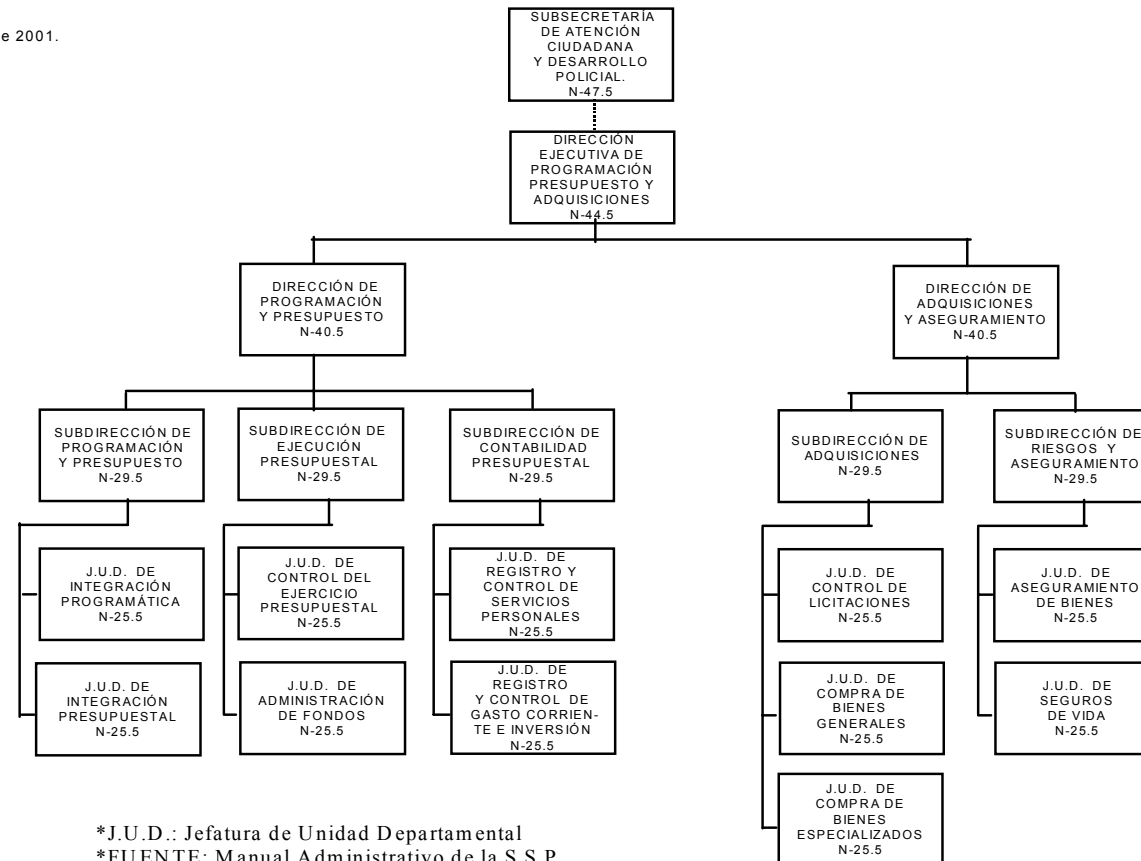 e 2001.
SUBSECRETARÍA
DE ATENCIÓN
CIUDADANA
Y DESARROLLO
POLICIAL.
N-47.5
DIRECCIÓN
EJECUTIVA DE
PROGRAMACIÓN
PRESUPUESTO Y
ADQUISICIONES
N-44.5
DIRECCIÓN DE
PROGRAMACIÓN
Y PRESUPUESTO
N-40.5
DIRECCIÓN DE
ADQUISICIONES
Y ASEGURAMIENTO
N-40.5
SUBDIRECCIÓN DE
PROGRAMACIÓN
Y PRESUPUESTO
N-29.5
SUBDIRECCIÓN DE
EJECUCIÓN
PRESUPUESTAL
N-29.5
SUBDIRECCIÓN DE
CONTABILIDAD
PRESUPUESTAL
N-29.5
SUBDIRECCIÓN DE
ADQUISICIONES
N-29.5
SUBDIRECCIÓN DE
RIESGOS Y
ASEGURAMIENTO
N-29.5
J.U.D. DE
INTEGRACIÓN
PROGRAMÁTICA
N-25.5
J.U.D. DE
CONTROL DEL
EJERCICIO
PRESUPUESTAL
N-25.5
J.U.D. DE
REGISTRO Y
CONTROL DE
SERVICIOS
PERSONALES
N-25.5
J.U.D. DE
CONTROL DE
LICITACIONES
N-25.5
J.U.D. DE
ASEGURAMIENTO
DE BIENES
N-25.5
J.U.D. DE
INTEGRACIÓN
PRESUPUESTAL
N-25.5
J.U.D. DE
ADMINISTRACIÓN
DE FONDOS
N-25.5
J.U.D. DE
REGISTRO
Y CONTROL DE
GASTO CORRIEN-
TE E INVERSIÓN
N-25.5
J.U.D. DE
COMPRA DE
BIENES
GENERALES
N-25.5
J.U.D. DE
SEGUROS
DE VIDA
N-25.5
J.U.D. DE
COMPRA DE
BIENES
ESPECIALIZADOS
N-25.5
*J.U.D.: Jefatura de Unidad Departamental
*FUENTE: Manual Administrativo de la S.S.P.